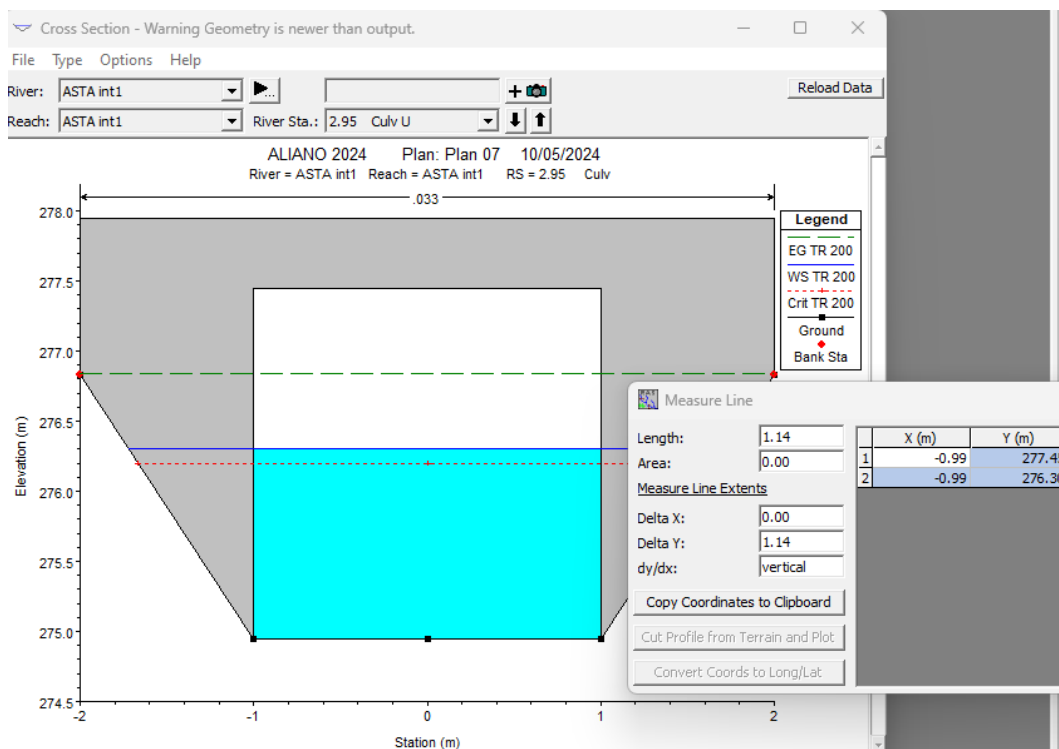 Cross Section - Warning Geometry is newer than output.
File Type Options Help
River: ASTA int1
Reload Data
Reach: ASTA int1 River Sta.: 2.95 Culv U
ALIANO 2024 Plan: Plan 07 10/05/2024
River = ASTA int1 Reach = ASTA int1 RS = 2.95 Culv
.033
Legend
EG TR 200
WS TR 200
Crit TR 200
Ground
Bank Sta
278.0
277.5
277.0
276.5
276.0
275.5
275.0
274.5
Elevation (m)
-2 -1 0 1 2
Station (m)
Measure Line
Length: 1.14
Area: 0.00
Measure Line Extents
Delta X: 0.00
Delta Y: 1.14
dy/dx: vertical
Copy Coordinates to Clipboard
Cut Profile from Terrain and Plot
Convert Coords to Long/Lat
X (m) Y (m)
1 -0.99 277.45
2 -0.99 276.30